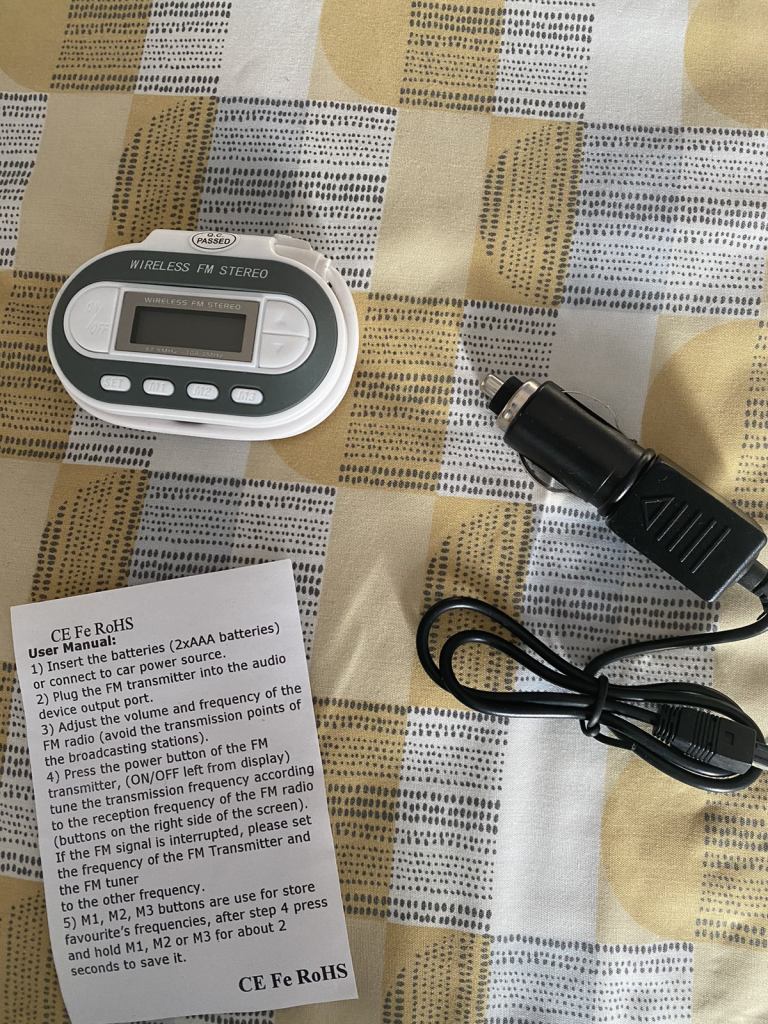 Q.C.
PASSED
WIRELESS FM STEREO
WIRELESS FM STEREO
ON
/OFF
SET
M1
M2
M3
CE Fe RoHS
User Manual:
1) Insert the batteries (2xAAA batteries)
or connect to car power source.
2) Plug the FM transmitter into the audio
device output port.
3) Adjust the volume and frequency of the
FM radio (avoid the transmission points of
the broadcasting stations).
4) Press the power button of the FM
transmitter, (ON/OFF left from display)
tune the transmission frequency according
to the reception frequency of the FM radio
(buttons on the right side of the screen).
If the FM signal is interrupted, please set
the frequency of the FM Transmitter and
the FM tuner
to the other frequency.
5) M1, M2, M3 buttons are use for store
favourite's frequencies, after step 4 press
and hold M1, M2 or M3 for about 2
seconds to save it.
CE Fe RoHS